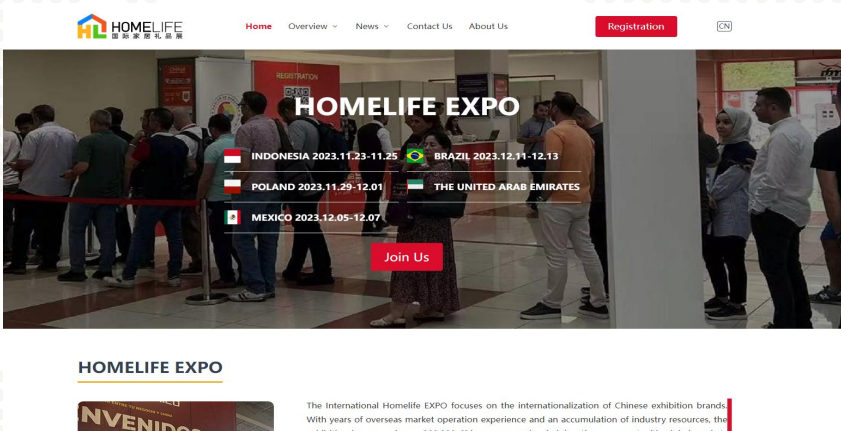 HOMELIFE
国际家居礼品展
Home Overview News Contact Us About Us Registration CN
REGISTRATION
HOMELIFE EXPO
INDONESIA 2023.11.23-11.25 BRAZIL 2023.12.11-12.13
POLAND 2023.11.29-12.01 THE UNITED ARAB EMIRATES
MEXICO 2023.12.05-12.07
Join Us
HOMELIFE EXPO
The International Homelife EXPO focuses on the internationalization of Chinese exhibition brands.
With years of overseas market operation experience and an accumulation of industry resources, the